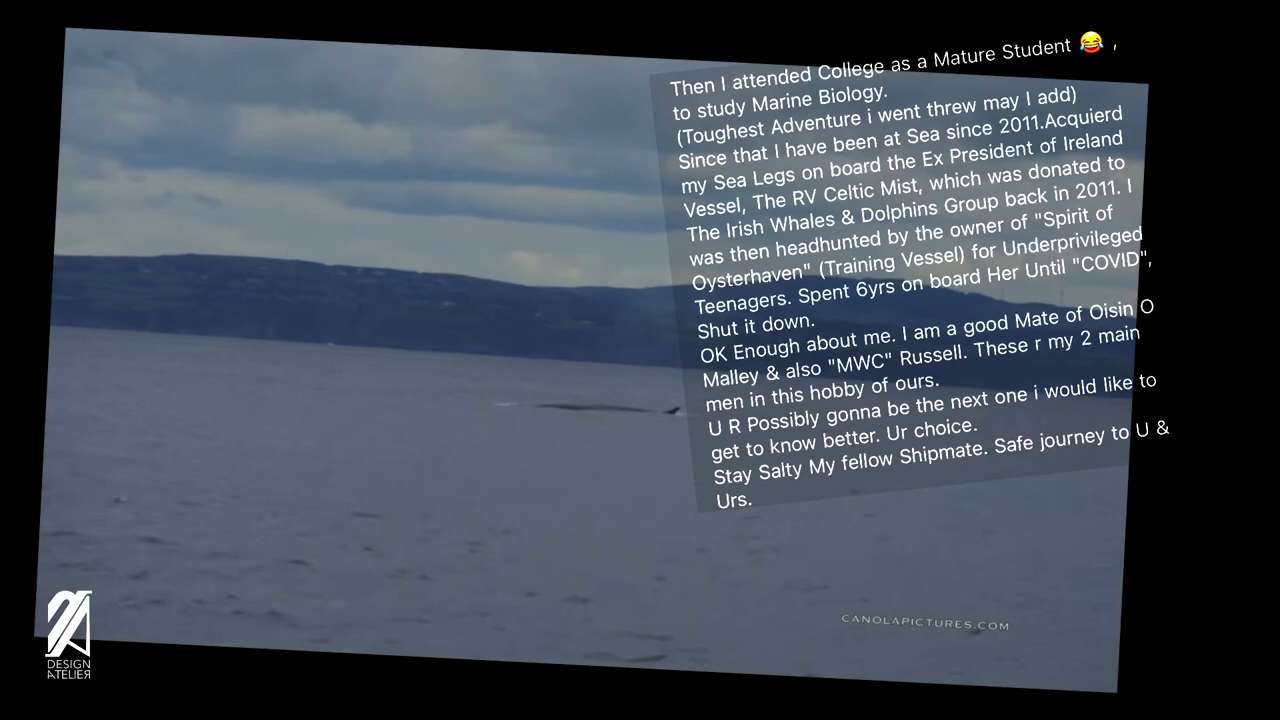 Then I attended College as a Mature Student 😂 ,
to study Marine Biology.
(Toughest Adventure i went threw may I add)
Since that I have been at Sea since 2011.Acquierd
my Sea Legs on board the Ex President of Ireland
Vessel, The RV Celtic Mist, which was donated to
The Irish Whales & Dolphins Group back in 2011. I
was then headhunted by the owner of "Spirit of
Oysterhaven" (Training Vessel) for Underprivileged
Teenagers. Spent 6yrs on board Her Until "COVID",
Shut it down.
OK Enough about me. I am a good Mate of Oisin O
Malley & also "MWC" Russell. These r my 2 main
men in this hobby of ours.
U R Possibly gonna be the next one i would like to
get to know better. Ur choice.
Stay Salty My fellow Shipmate. Safe journey to U &
Urs.
CANOLAPICTURES.COM
DESIGN
ATELIER